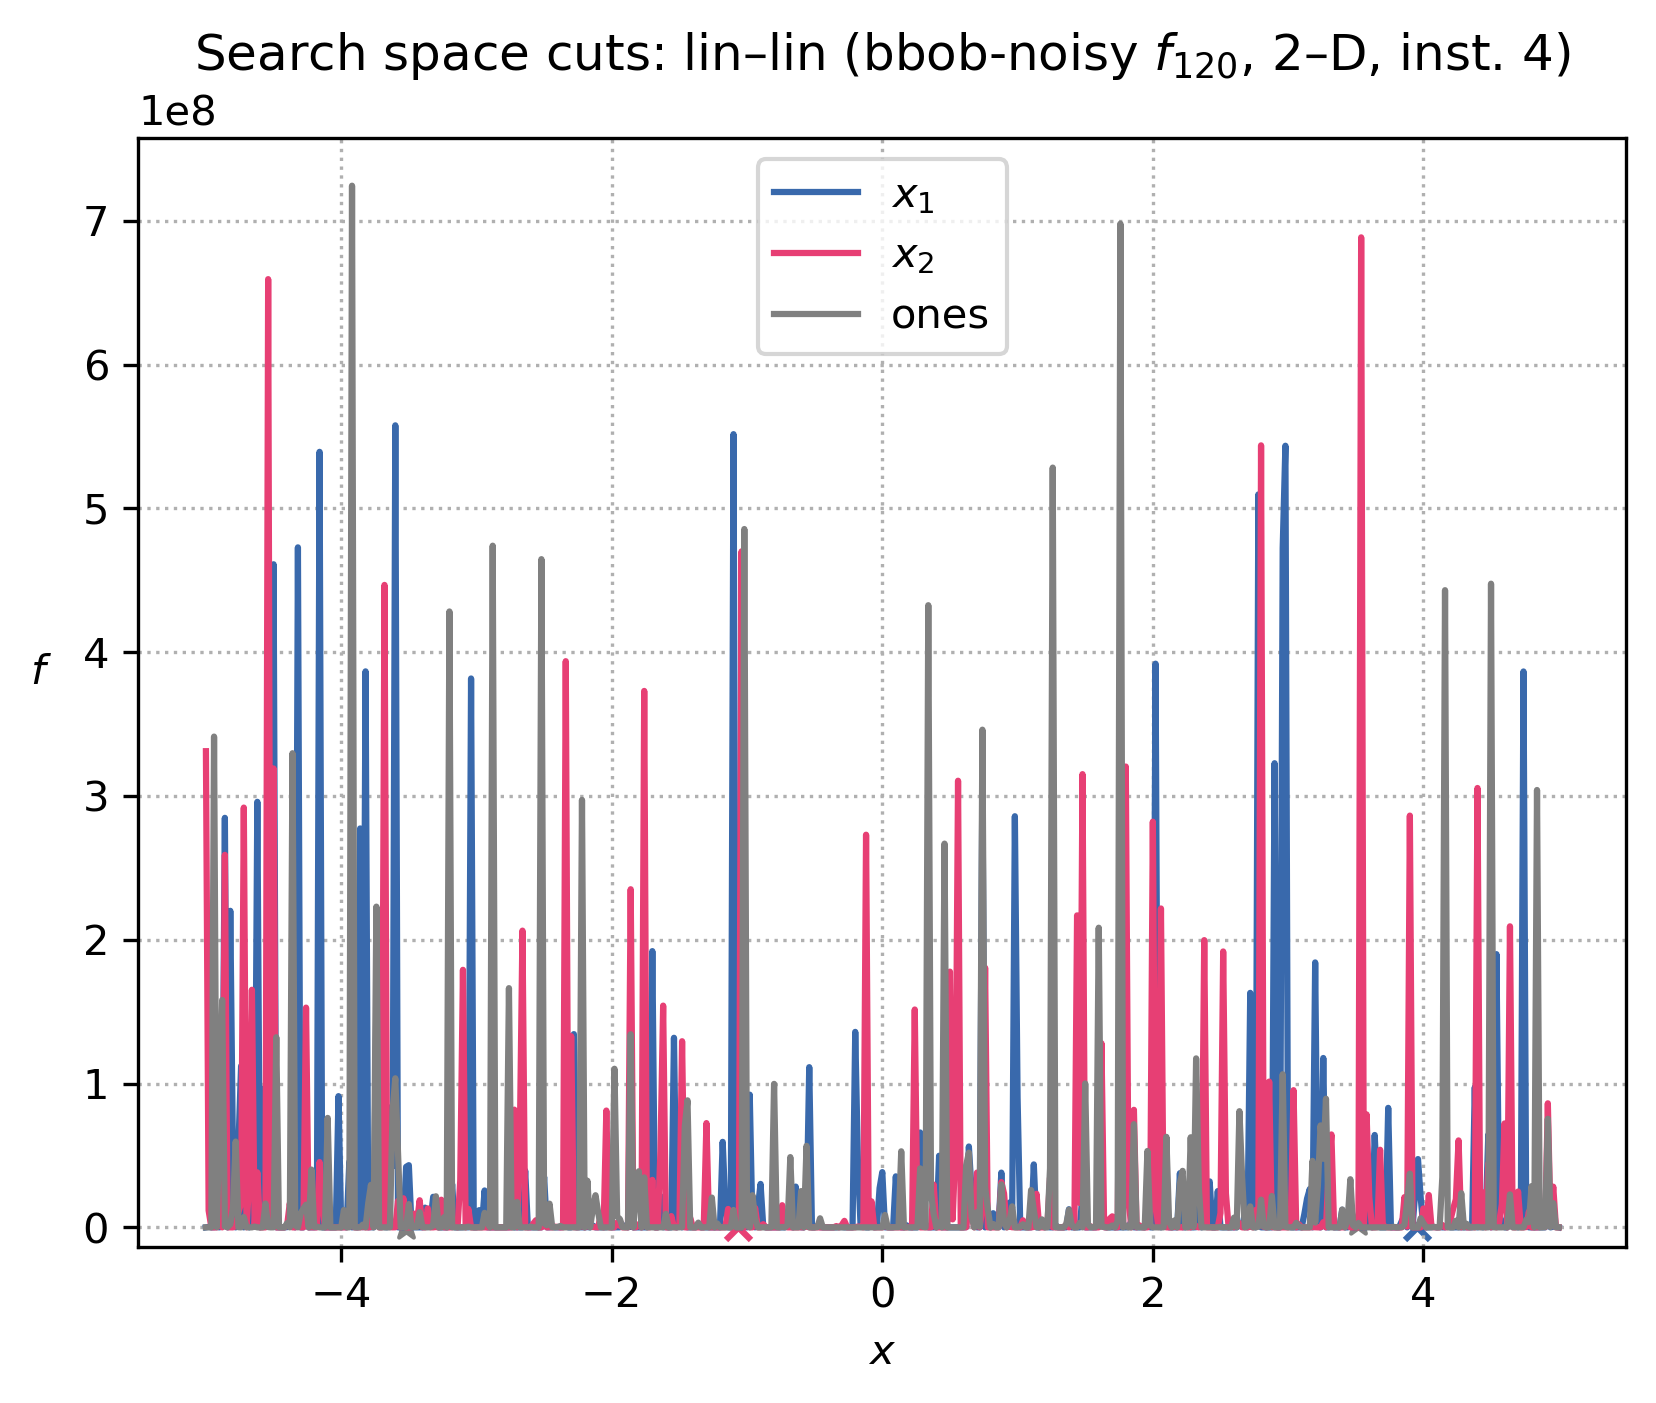 Search space cuts: lin–lin (bbob-noisy f₁₂₀, 2–D, inst. 4)
1e8
x₁
x₂
ones
7
6
5
4
3
2
1
0
f
−4 −2 0 2 4
x